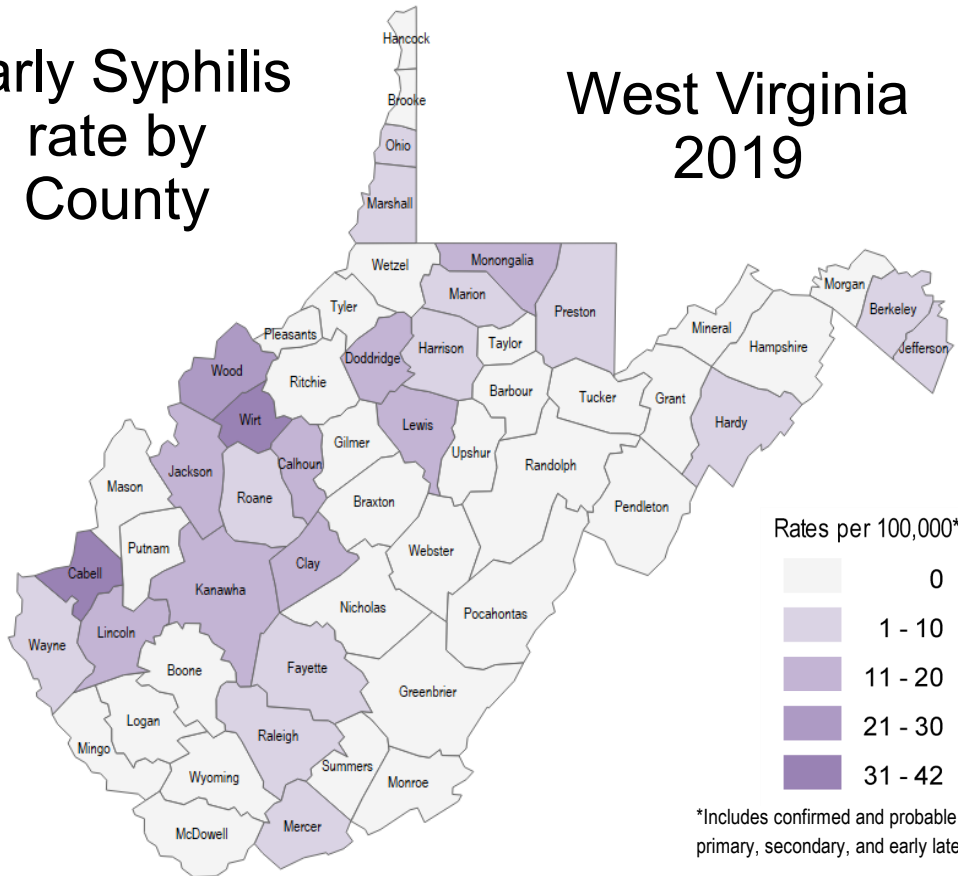 arly Syphilis
rate by
County
West Virginia
2019
Hancock
Brooke
Ohio
Marshall
Wetzel
Monongalia
Marion
Preston
Tyler
Pleasants
Doddridge
Harrison
Taylor
Morgan
Berkeley
Jefferson
Mineral
Hampshire
Wood
Ritchie
Barbour
Tucker
Grant
Hardy
Wirt
Lewis
Gilmer
Upshur
Randolph
Jackson
Calhoun
Mason
Roane
Braxton
Pendleton
Putnam
Webster
Cabell
Clay
Kanawha
Nicholas
Pocahontas
Lincoln
Wayne
Boone
Fayette
Greenbrier
Logan
Raleigh
Mingo
Summers
Wyoming
Monroe
McDowell
Mercer
Rates per 100,000*
0
1 - 10
11 - 20
21 - 30
31 - 42
*Includes confirmed and probable
primary, secondary, and early late